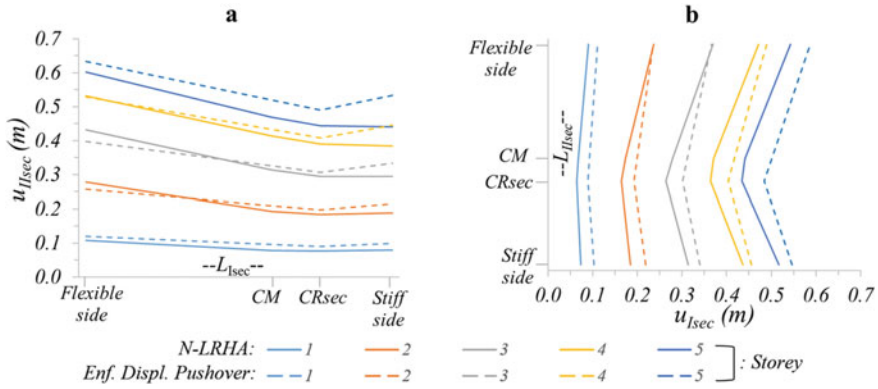 a
b
0.7
0.6
0.5
0.4
0.3
0.2
0.1
0.0
u_IIsec (m)
--L_Isec--
Flexible side
CM
CRsec
Stiff side
Flexible side
CM
CRsec
Stiff side
--L_IIsec--
0.0 0.1 0.2 0.3 0.4 0.5 0.6 0.7
u_Isec (m)
N-LRHA: 1 2 3 4 5
Enf. Displ. Pushover: 1 2 3 4 5
: Storey